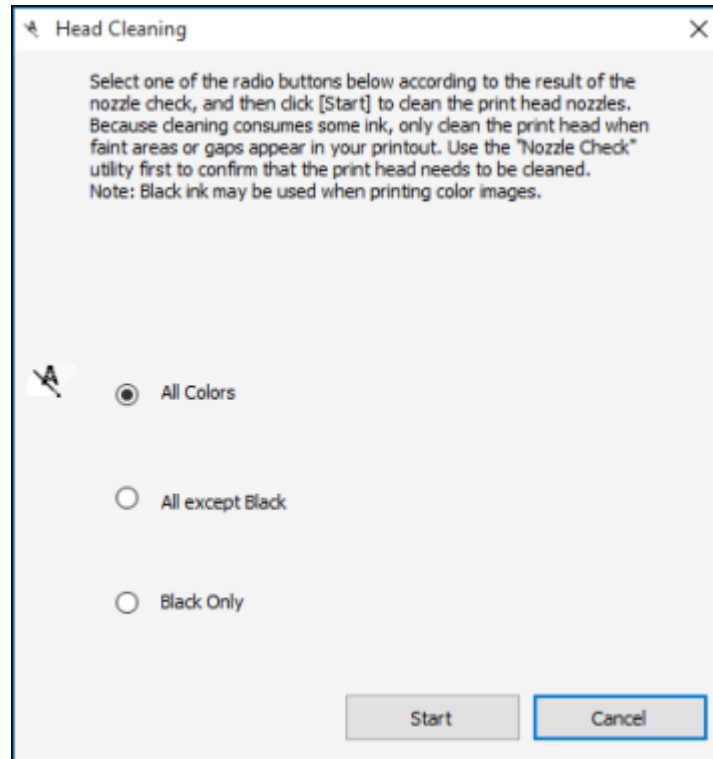 Head Cleaning
Select one of the radio buttons below according to the result of the
nozzle check, and then click [Start] to clean the print head nozzles.
Because cleaning consumes some ink, only clean the print head when
faint areas or gaps appear in your printout. Use the "Nozzle Check"
utility first to confirm that the print head needs to be cleaned.
Note: Black ink may be used when printing color images.
All Colors
All except Black
Black Only
Start Cancel